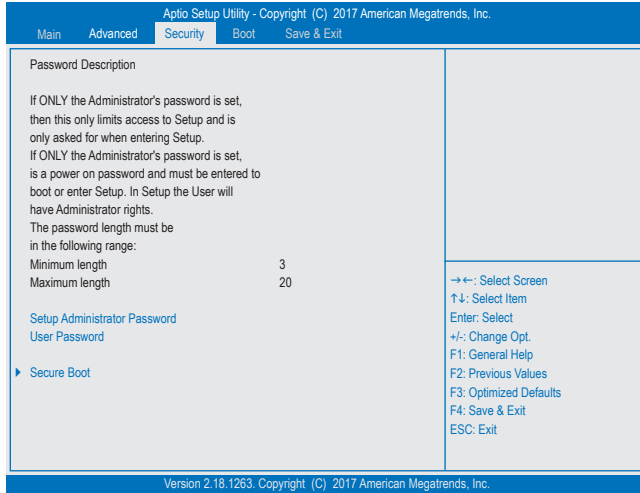 Aptio Setup Utility - Copyright (C) 2017 American Megatrends, Inc.
Main Advanced Security Boot Save & Exit
Password Description
If ONLY the Administrator's password is set,
then this only limits access to Setup and is
only asked for when entering Setup.
If ONLY the Administrator's password is set,
is a power on password and must be entered to
boot or enter Setup. In Setup the User will
have Administrator rights.
The password length must be
in the following range:
Minimum length 3
Maximum length 20
Setup Administrator Password
User Password
Secure Boot
→←: Select Screen
↑↓: Select Item
Enter: Select
+/-: Change Opt.
F1: General Help
F2: Previous Values
F3: Optimized Defaults
F4: Save & Exit
ESC: Exit
Version 2.18.1263. Copyright (C) 2017 American Megatrends, Inc.